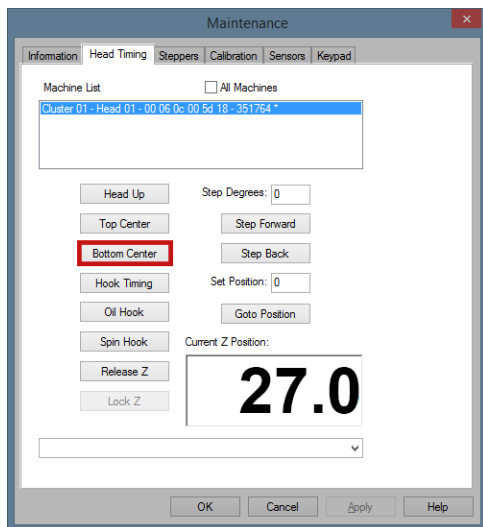 Maintenance
Information Head Timing Steppers Calibration Sensors Keypad
Machine List All Machines
Cluster 01 - Head 01 - 00 06 0c 00 5d 18 - 351764 *
Head Up Step Degrees: 0
Top Center Step Forward
Bottom Center Step Back
Hook Timing Set Position: 0
Oil Hook Goto Position
Spin Hook Current Z Position:
Release Z
27.0
Lock Z
OK Cancel Apply Help